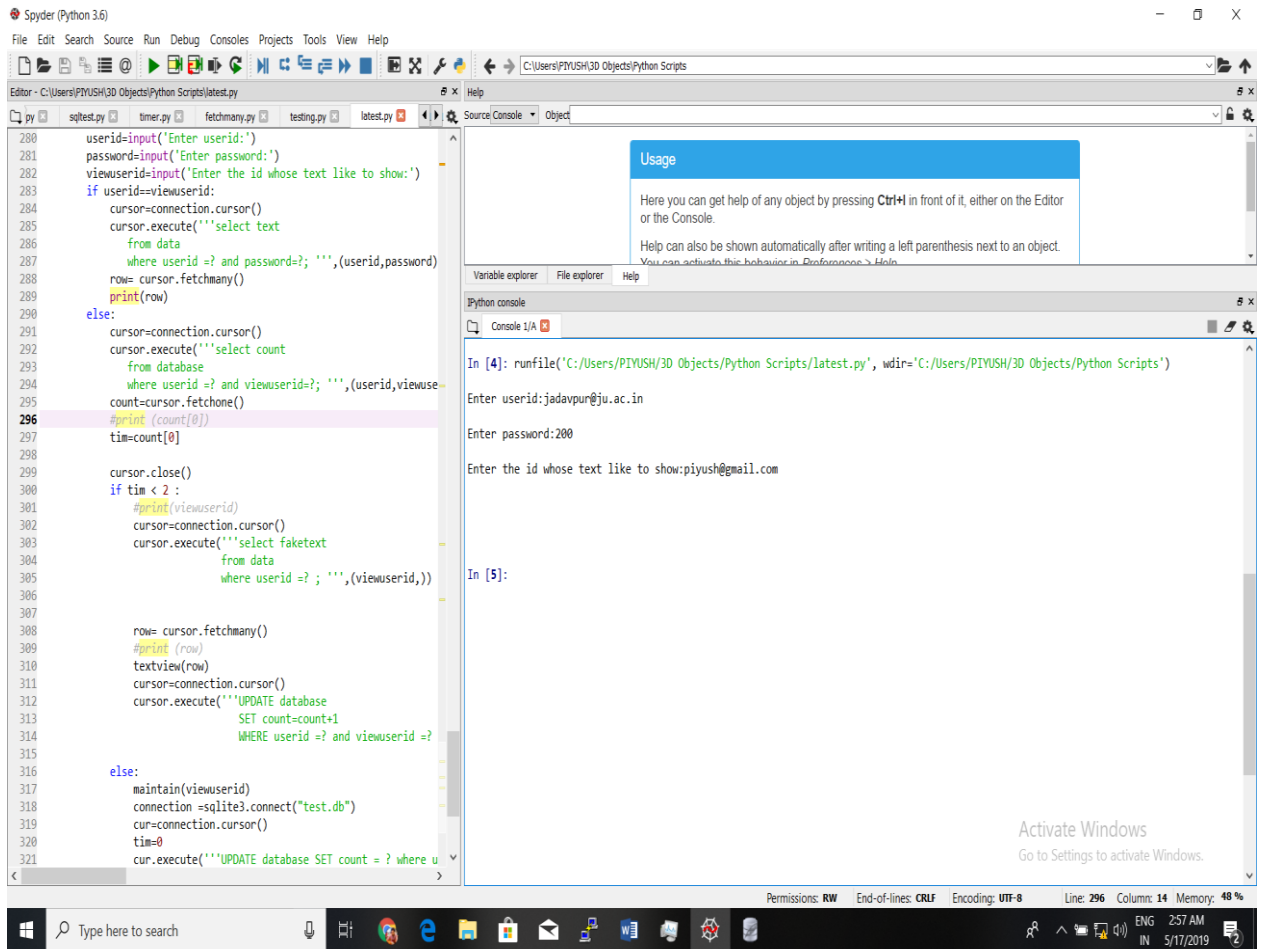 Spyder (Python 3.6)
File Edit Search Source Run Debug Consoles Projects Tools View Help
C:\Users\PIYUSH\3D Objects\Python Scripts
Editor - C:\Users\PIYUSH\3D Objects\Python Scripts\latest.py
py sqltest.py timer.py fetchmany.py testing.py latest.py
280 userid=input('Enter userid:')
281 password=input('Enter password:')
282 viewuserid=input('Enter the id whose text like to show:')
283 if userid==viewuserid:
284 cursor=connection.cursor()
285 cursor.execute('''select text
286 from data
287 where userid =? and password=?; ''',(userid,password)
288 row= cursor.fetchmany()
289 print(row)
290 else:
291 cursor=connection.cursor()
292 cursor.execute('''select count
293 from database
294 where userid =? and viewuserid=?; ''',(userid,viewuse
295 count=cursor.fetchone()
296 #print (count[0])
297 tim=count[0]
298
299 cursor.close()
300 if tim < 2 :
301 #print(viewuserid)
302 cursor=connection.cursor()
303 cursor.execute('''select faketext
304 from data
305 where userid =? ; ''',(viewuserid,))
306
307
308 row= cursor.fetchmany()
309 #print (row)
310 textview(row)
311 cursor=connection.cursor()
312 cursor.execute('''UPDATE database
313 SET count=count+1
314 WHERE userid =? and viewuserid =?
315
316 else:
317 maintain(viewuserid)
318 connection =sqlite3.connect("test.db")
319 cur=connection.cursor()
320 tim=0
321 cur.execute('''UPDATE database SET count = ? where u
Help
Source Console Object
Usage
Here you can get help of any object by pressing Ctrl+I in front of it, either on the Editor
or the Console.
Help can also be shown automatically after writing a left parenthesis next to an object.
You can activate this behavior in Preferences > Help.
Variable explorer File explorer Help
IPython console
Console 1/A
In [4]: runfile('C:/Users/PIYUSH/3D Objects/Python Scripts/latest.py', wdir='C:/Users/PIYUSH/3D Objects/Python Scripts')
Enter userid:jadavpur@ju.ac.in
Enter password:200
Enter the id whose text like to show:piyush@gmail.com
In [5]:
Activate Windows
Go to Settings to activate Windows.
Permissions: RW End-of-lines: CRLF Encoding: UTF-8 Line: 296 Column: 14 Memory: 48 %
Type here to search
ENG 2:57 AM
IN 5/17/2019
2